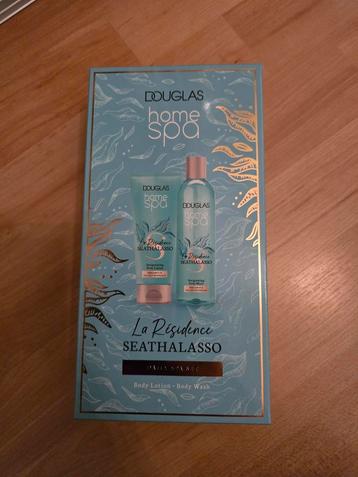 DOUGLAS
home
spa
DOUGLAS
home
spa
La Résidence
SEATHALASSO
DOUGLAS
home
spa
La Résidence
SEATHALASSO
La Résidence
SEATHALASSO
Body Lotion · Body Wash